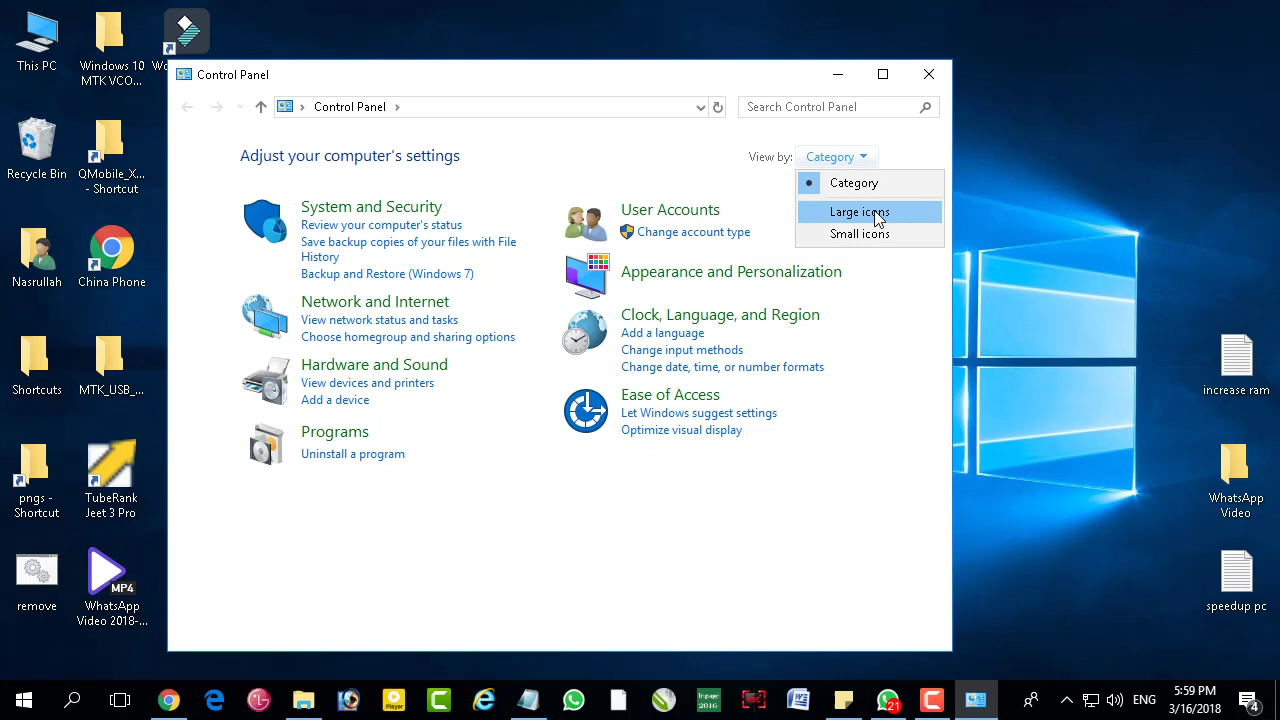 This PC
Windows 10
MTK VCO...
Wo
Recycle Bin
QMobile_X...
- Shortcut
Nasrullah
China Phone
Shortcuts
MTK_USB_...
pngs -
Shortcut
TubeRank
Jeet 3 Pro
remove
MP4
WhatsApp
Video 2018-...
Control Panel
Control Panel
Search Control Panel
Adjust your computer's settings
View by:
Category
Category
Large icons
Small icons
System and Security
Review your computer's status
Save backup copies of your files with File
History
Backup and Restore (Windows 7)
Network and Internet
View network status and tasks
Choose homegroup and sharing options
Hardware and Sound
View devices and printers
Add a device
Programs
Uninstall a program
User Accounts
Change account type
Appearance and Personalization
Clock, Language, and Region
Add a language
Change input methods
Change date, time, or number formats
Ease of Access
Let Windows suggest settings
Optimize visual display
increase ram
WhatsApp
Video
speedup pc
Player
Inpage
2016
REC
21
ENG
5:59 PM
3/16/2018
4